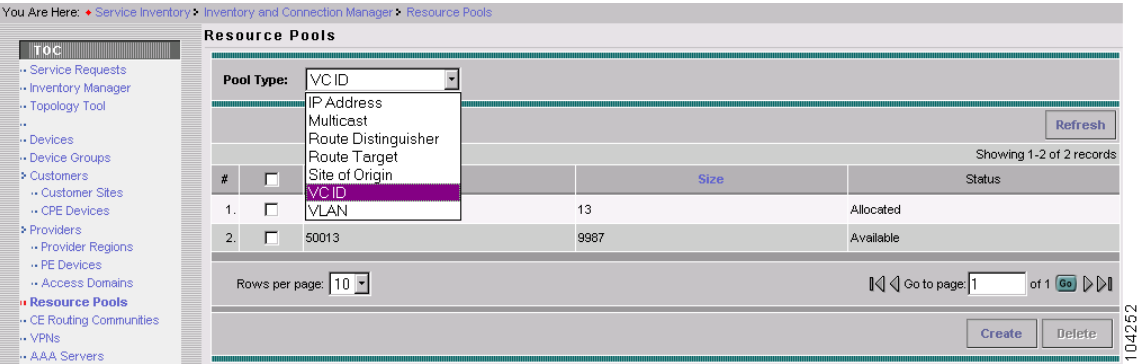 You Are Here: Service Inventory Inventory and Connection Manager Resource Pools
TOC
Service Requests
Inventory Manager
Topology Tool
Devices
Device Groups
Customers
Customer Sites
CPE Devices
Providers
Provider Regions
PE Devices
Access Domains
Resource Pools
CE Routing Communities
VPNs
AAA Servers
Resource Pools
Pool Type: VC ID
IP Address
Multicast
Route Distinguisher
Route Target
Site of Origin
VC ID
VLAN
Refresh
Showing 1-2 of 2 records
# Size Status
1. 13 Allocated
2. 50013 9987 Available
Rows per page: 10 Go to page: 1 of 1 Go
Create Delete
104252